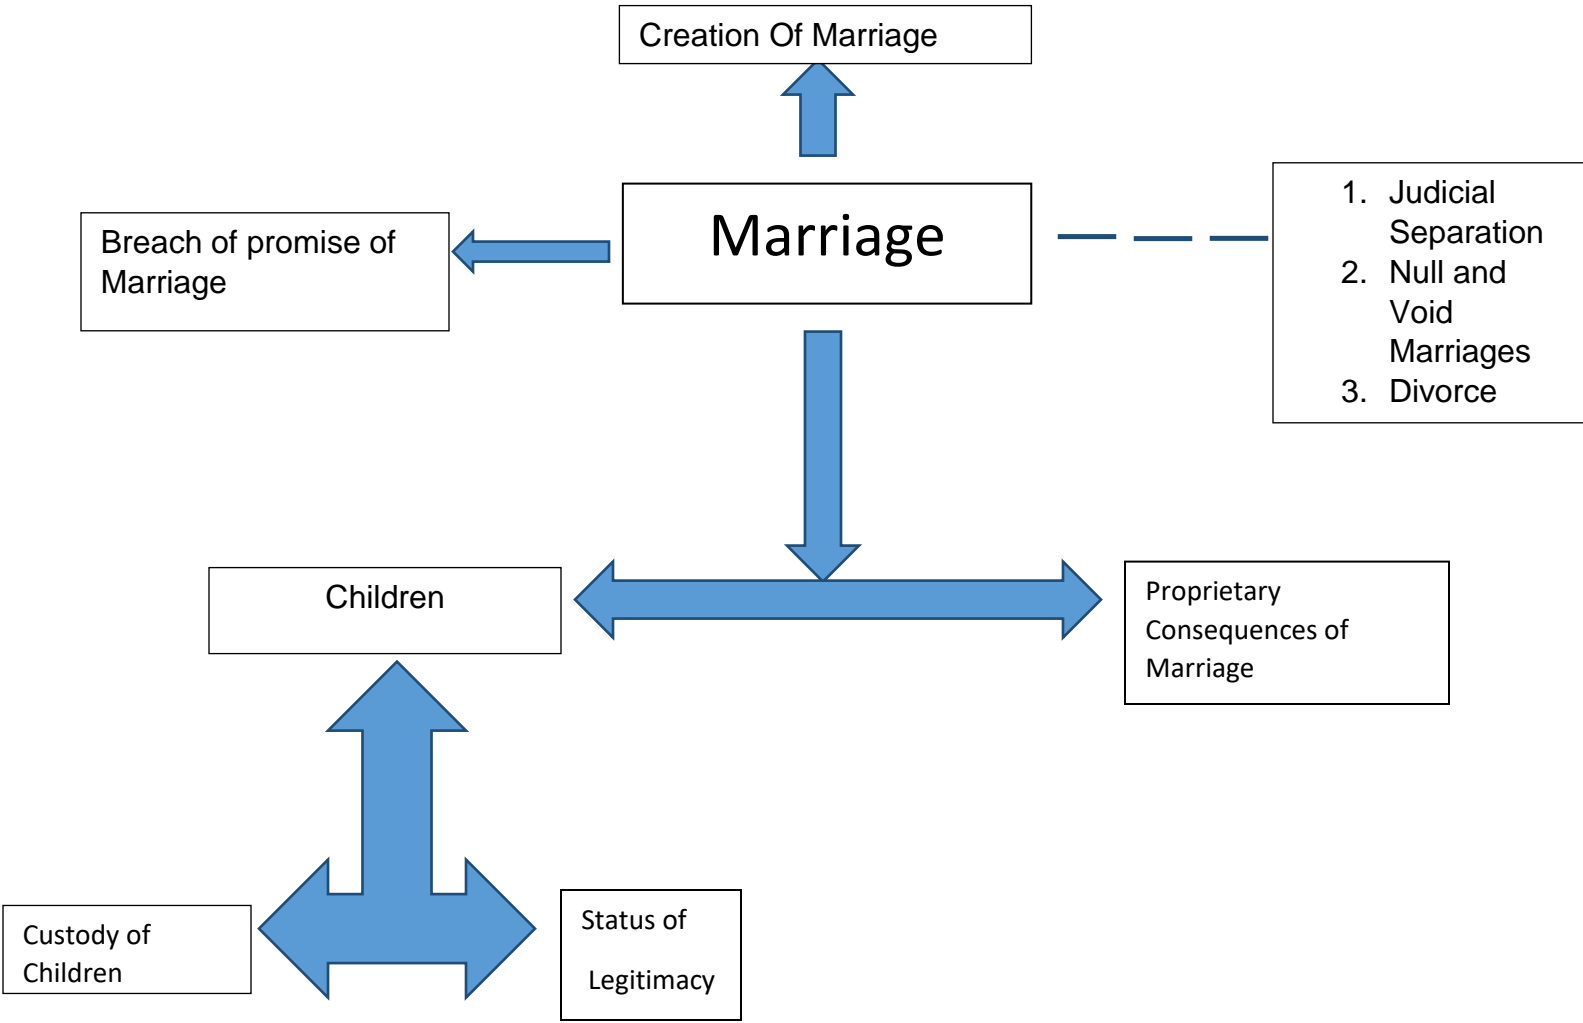 Creation Of Marriage
Marriage
Breach of promise of
Marriage
1. Judicial
Separation
2. Null and
Void
Marriages
3. Divorce
Children
Proprietary
Consequences of
Marriage
Custody of
Children
Status of
Legitimacy